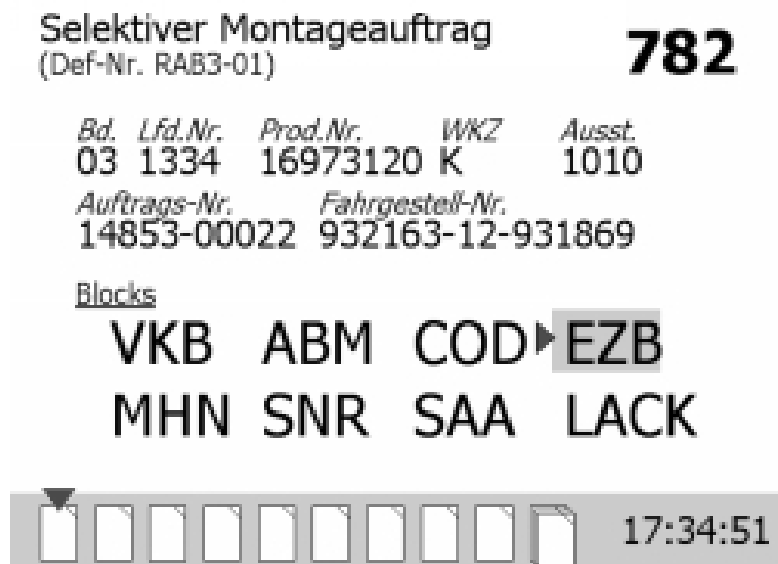 Selektiver Montageauftrag
(Def-Nr. RAB3-01)
782
Bd. Lfd.Nr. Prod.Nr. WKZ Ausst.
03 1334 16973120 K 1010
Auftrags-Nr. Fahrgestell-Nr.
14853-00022 932163-12-931869
Blocks
VKB ABM COD EZB
MHN SNR SAA LACK
17:34:51